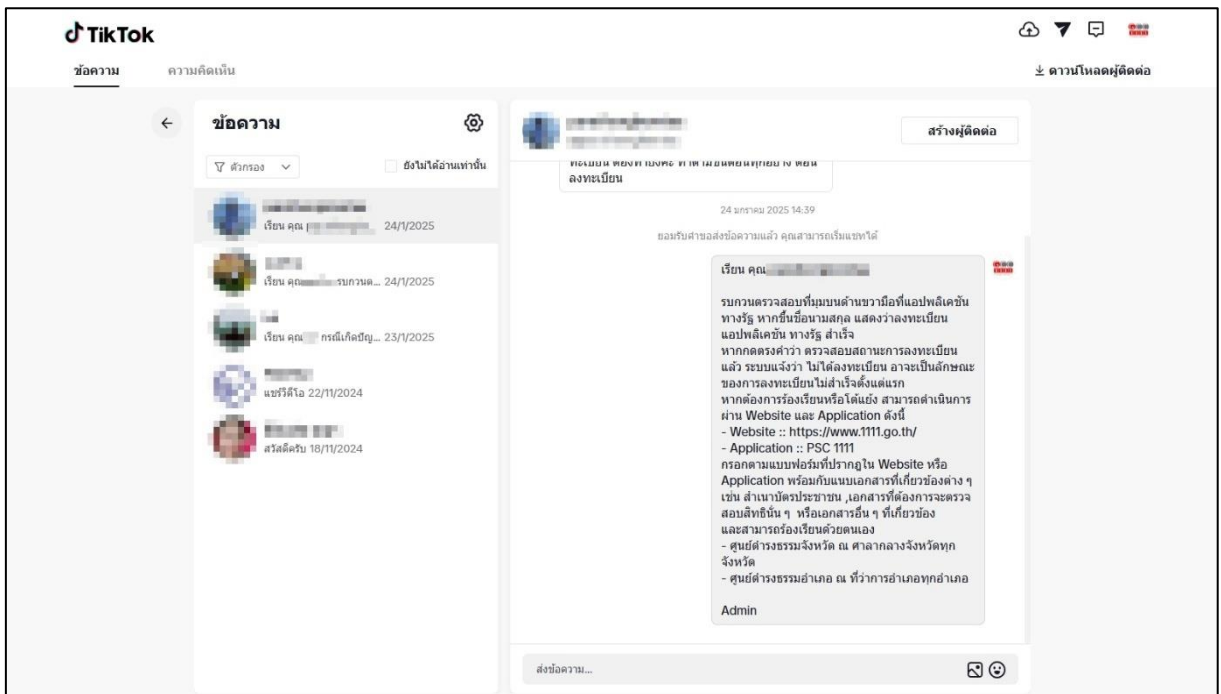 TikTok
ข้อความ
ความคิดเห็น
ดาวน์โหลดผู้ติดต่อ
ข้อความ
ตัวกรอง
ยังไม่ได้อ่านเท่านั้น
เรียน คุณ
24/1/2025
เรียน คุณ รบกวนต... 24/1/2025
เรียน คุณ กรณีเกิดปัญ... 23/1/2025
แชร์วิดีโอ 22/11/2024
สวัสดีครับ 18/11/2024
สร้างผู้ติดต่อ
ลงทะเบียน
24 มกราคม 2025 14:39
ยอมรับคำขอส่งข้อความแล้ว คุณสามารถเริ่มแชทได้
เรียน คุณ
รบกวนตรวจสอบที่มุมบนด้านขวามือที่แอปพลิเคชัน
ทางรัฐ หากขึ้นชื่อนามสกุล แสดงว่าลงทะเบียน
แอปพลิเคชัน ทางรัฐ สำเร็จ
หากกดตรงคำว่า ตรวจสอบสถานะการลงทะเบียน
แล้ว ระบบแจ้งว่า ไม่ได้ลงทะเบียน อาจะเป็นลักษณะ
ของการลงทะเบียนไม่สำเร็จตั้งแต่แรก
หากต้องการร้องเรียนหรือโต้แย้ง สามารถดำเนินการ
ผ่าน Website และ Application ดังนี้
- Website :: https://www.1111.go.th/
- Application :: PSC 1111
กรอกตามแบบฟอร์มที่ปรากฏใน Website หรือ
Application พร้อมกับแนบเอกสารที่เกี่ยวข้องต่าง ๆ
เช่น สำเนาบัตรประชาชน ,เอกสารที่ต้องการจะตรวจ
สอบสิทธินั่น ๆ หรือเอกสารอื่น ๆ ที่เกี่ยวข้อง
และสามารถร้องเรียนด้วยตนเอง
- ศูนย์ดำรงธรรมจังหวัด ณ ศาลากลางจังหวัดทุก
จังหวัด
- ศูนย์ดำรงธรรมอำเภอ ณ ที่ว่าการอำเภอทุกอำเภอ
Admin
ส่งข้อความ...